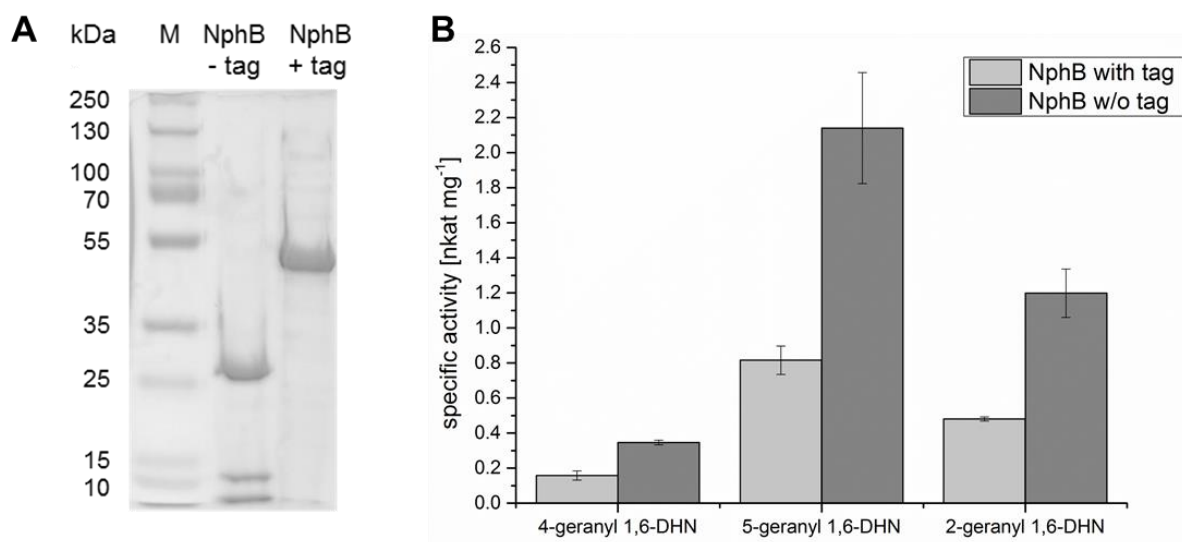 A
kDa M NphB NphB
- tag + tag
250
130
100
70
55
35
25
15
10
B
NphB with tag
NphB w/o tag
specific activity [nkat mg⁻¹]
2.6
2.4
2.2
2.0
1.8
1.6
1.4
1.2
1.0
0.8
0.6
0.4
0.2
0.0
4-geranyl 1,6-DHN 5-geranyl 1,6-DHN 2-geranyl 1,6-DHN